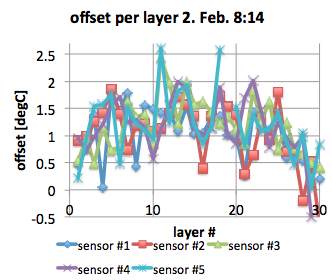 offset per layer 2. Feb. 8:14
offset [degC]
2.5
2
1.5
1
0.5
0
-0.5
0 10 20 30
layer #
sensor #1 sensor #2 sensor #3
sensor #4 sensor #5